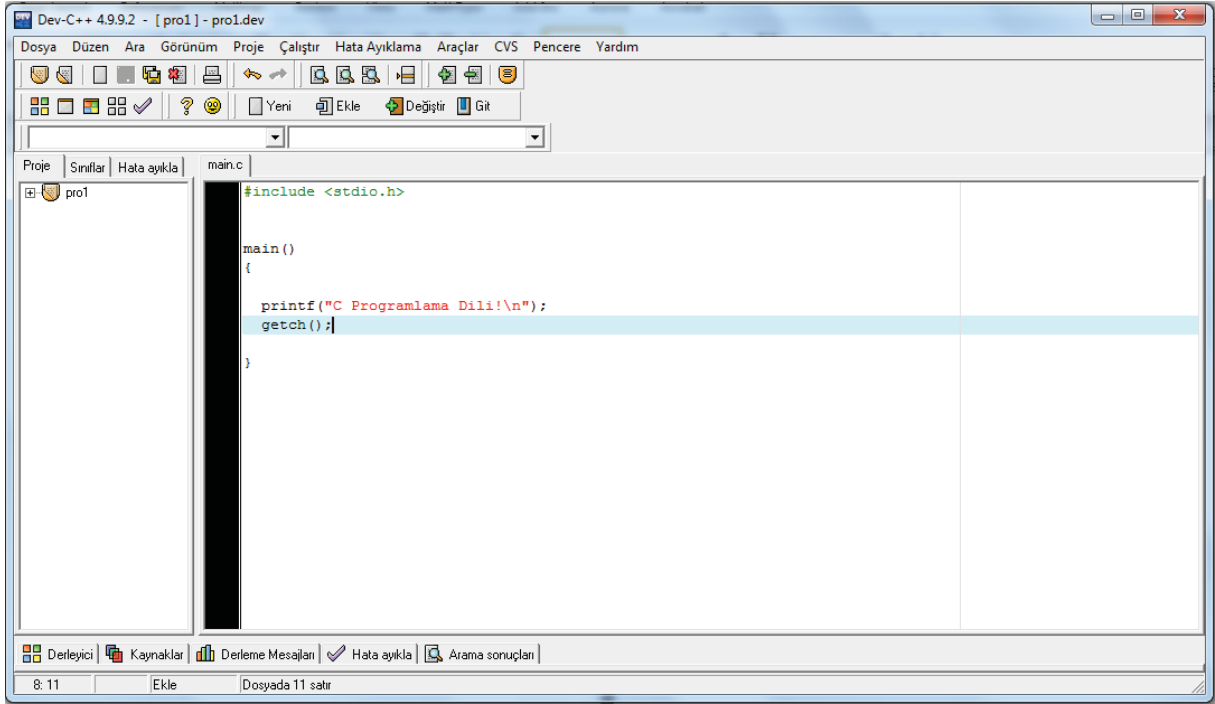 Dev-C++ 4.9.9.2 - [ pro1 ] - pro1.dev
Dosya Düzen Ara Görünüm Proje Çalıştır Hata Ayıklama Araçlar CVS Pencere Yardım
Yeni Ekle Değiştir Git
Proje Sınıflar Hata ayıkla main.c
pro1
#include <stdio.h>
main()
{
printf("C Programlama Dili!\n");
getch();
}
Derleyici Kaynaklar Derleme Mesajları Hata ayıkla Arama sonuçları
8: 11 Ekle Dosyada 11 satır